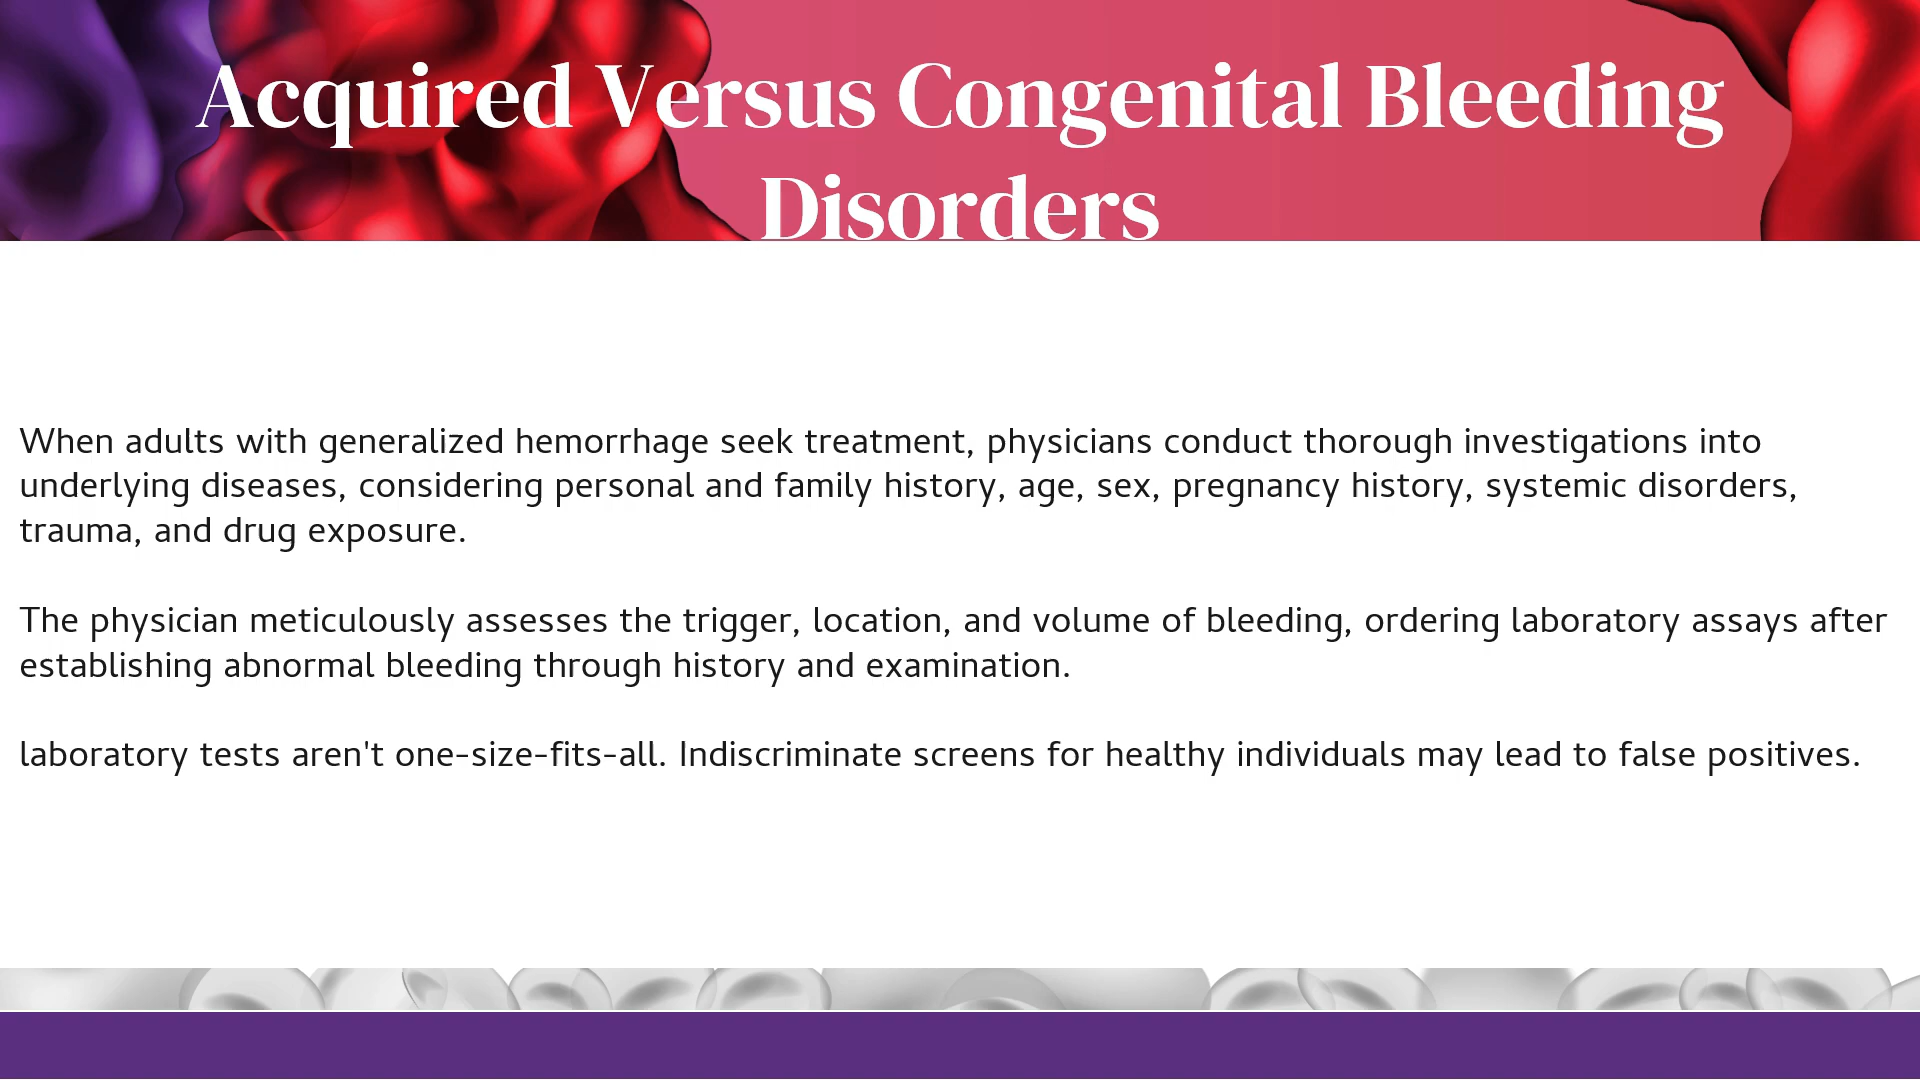 Acquired Versus Congenital Bleeding
Disorders
When adults with generalized hemorrhage seek treatment, physicians conduct thorough investigations into
underlying diseases, considering personal and family history, age, sex, pregnancy history, systemic disorders,
trauma, and drug exposure.
The physician meticulously assesses the trigger, location, and volume of bleeding, ordering laboratory assays after
establishing abnormal bleeding through history and examination.
laboratory tests aren't one-size-fits-all. Indiscriminate screens for healthy individuals may lead to false positives.